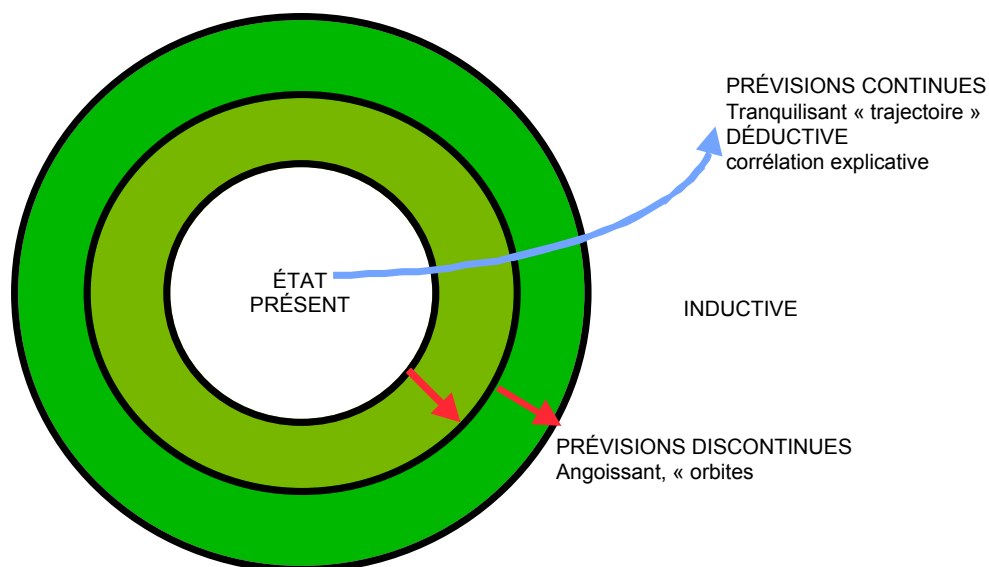 PRÉVISIONS CONTINUES
Tranquilisant « trajectoire »
DÉDUCTIVE
corrélation explicative
ÉTAT
PRÉSENT
INDUCTIVE
PRÉVISIONS DISCONTINUES
Angoissant, « orbites